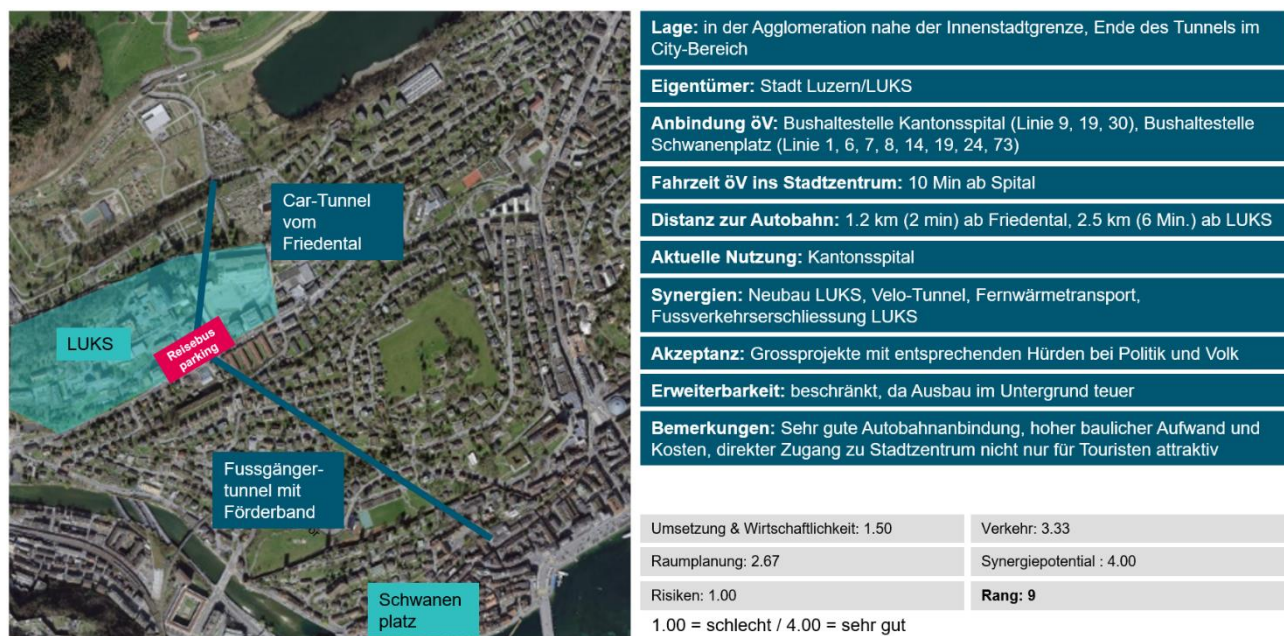 Car-Tunnel
vom
Friedental
LUKS
Reisebus
parking
Fussgänger-
tunnel mit
Förderband
Schwanen
platz
Lage: in der Agglomeration nahe der Innenstadtgrenze, Ende des Tunnels im
City-Bereich
Eigentümer: Stadt Luzern/LUKS
Anbindung öV: Bushaltestelle Kantonsspital (Linie 9, 19, 30), Bushaltestelle
Schwanenplatz (Linie 1, 6, 7, 8, 14, 19, 24, 73)
Fahrzeit öV ins Stadtzentrum: 10 Min ab Spital
Distanz zur Autobahn: 1.2 km (2 min) ab Friedental, 2.5 km (6 Min.) ab LUKS
Aktuelle Nutzung: Kantonsspital
Synergien: Neubau LUKS, Velo-Tunnel, Fernwärmetransport,
Fussverkehrserschliessung LUKS
Akzeptanz: Grossprojekte mit entsprechenden Hürden bei Politik und Volk
Erweiterbarkeit: beschränkt, da Ausbau im Untergrund teuer
Bemerkungen: Sehr gute Autobahnanbindung, hoher baulicher Aufwand und
Kosten, direkter Zugang zu Stadtzentrum nicht nur für Touristen attraktiv
Umsetzung & Wirtschaftlichkeit: 1.50
Verkehr: 3.33
Raumplanung: 2.67
Synergiepotential : 4.00
Risiken: 1.00
Rang: 9
1.00 = schlecht / 4.00 = sehr gut